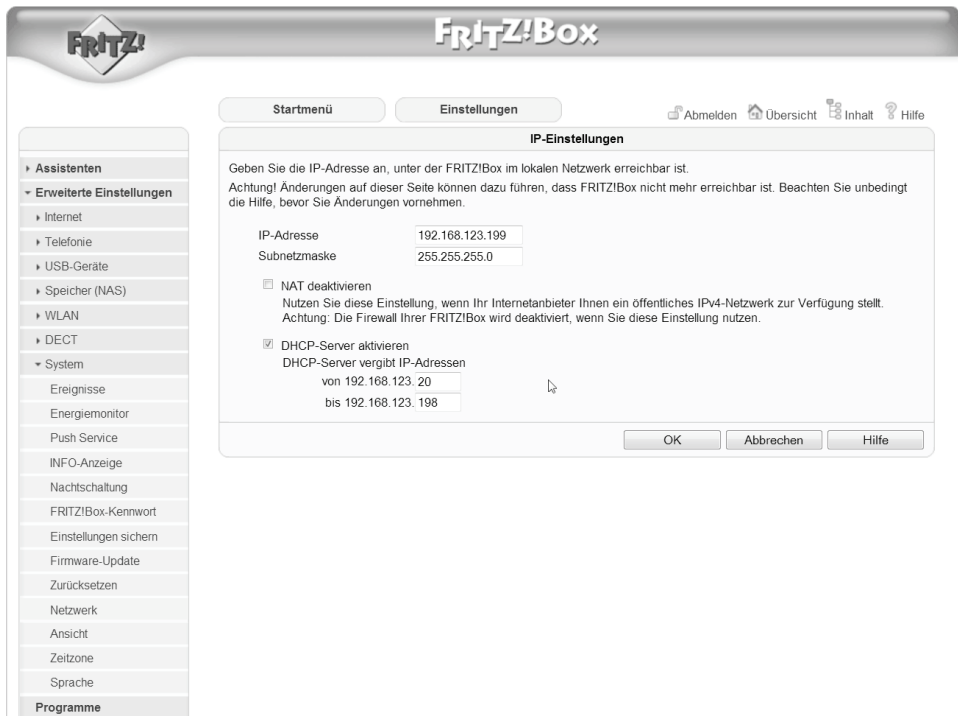 FRITZ!
FRITZ!Box
Startmenü
Einstellungen
Abmelden
Übersicht
Inhalt
Hilfe
IP-Einstellungen
Assistenten
Erweiterte Einstellungen
Internet
Telefonie
USB-Geräte
Speicher (NAS)
WLAN
DECT
System
Ereignisse
Energiemonitor
Push Service
INFO-Anzeige
Nachtschaltung
FRITZ!Box-Kennwort
Einstellungen sichern
Firmware-Update
Zurücksetzen
Netzwerk
Ansicht
Zeitzone
Sprache
Programme
Geben Sie die IP-Adresse an, unter der FRITZ!Box im lokalen Netzwerk erreichbar ist.
Achtung! Änderungen auf dieser Seite können dazu führen, dass FRITZ!Box nicht mehr erreichbar ist. Beachten Sie unbedingt
die Hilfe, bevor Sie Änderungen vornehmen.
IP-Adresse 192.168.123.199
Subnetzmaske 255.255.255.0
NAT deaktivieren
Nutzen Sie diese Einstellung, wenn Ihr Internetanbieter Ihnen ein öffentliches IPv4-Netzwerk zur Verfügung stellt.
Achtung: Die Firewall Ihrer FRITZ!Box wird deaktiviert, wenn Sie diese Einstellung nutzen.
DHCP-Server aktivieren
DHCP-Server vergibt IP-Adressen
von 192.168.123. 20
bis 192.168.123. 198
OK
Abbrechen
Hilfe